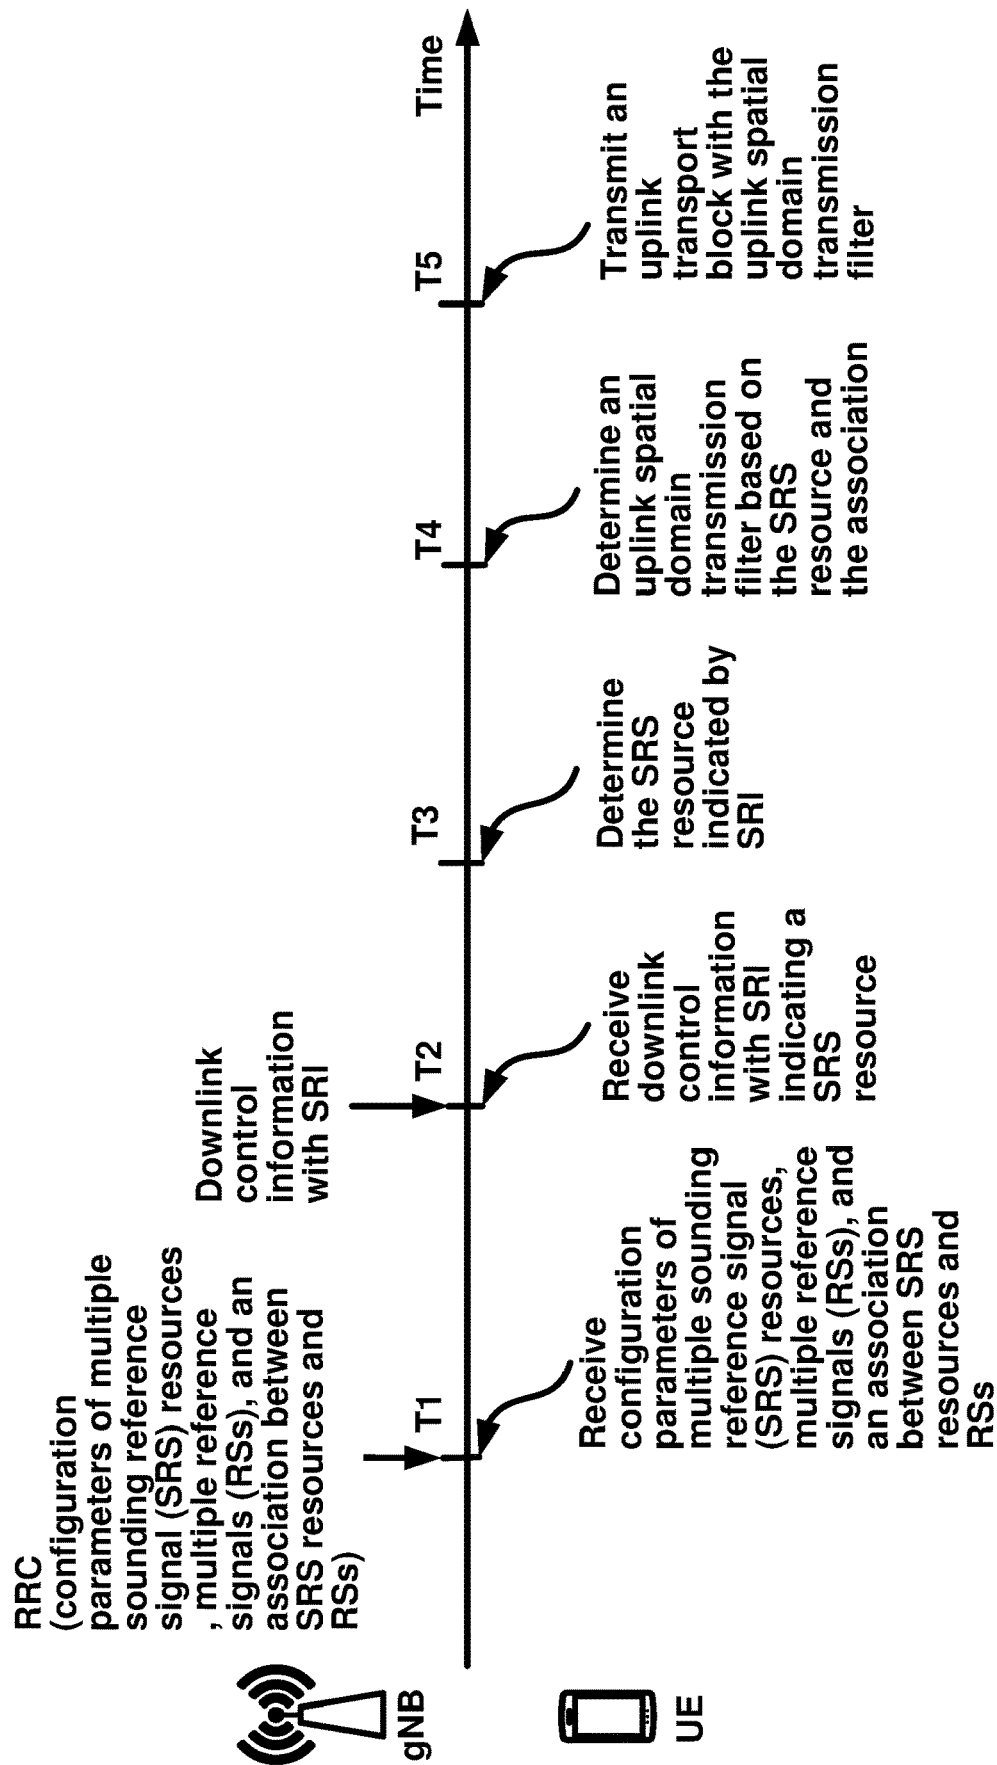 RRC
(configuration
parameters of multiple
sounding reference
signal (SRS) resources
, multiple reference
signals (RSs), and an
association between
SRS resources and
RSs)
Downlink
control
information
with SRI
gNB
T1
T2
T3
T4
T5
Time
UE
Receive
configuration
parameters of
multiple sounding
reference signal
(SRS) resources,
multiple reference
signals (RSs), and
an association
between SRS
resources and
RSs
Receive
downlink
control
information
with SRI
indicating a
SRS
resource
Determine
the SRS
resource
indicated by
SRI
Determine an
uplink spatial
domain
transmission
filter based on
the SRS
resource and
the association
Transmit an
uplink
transport
block with the
uplink spatial
domain
transmission
filter